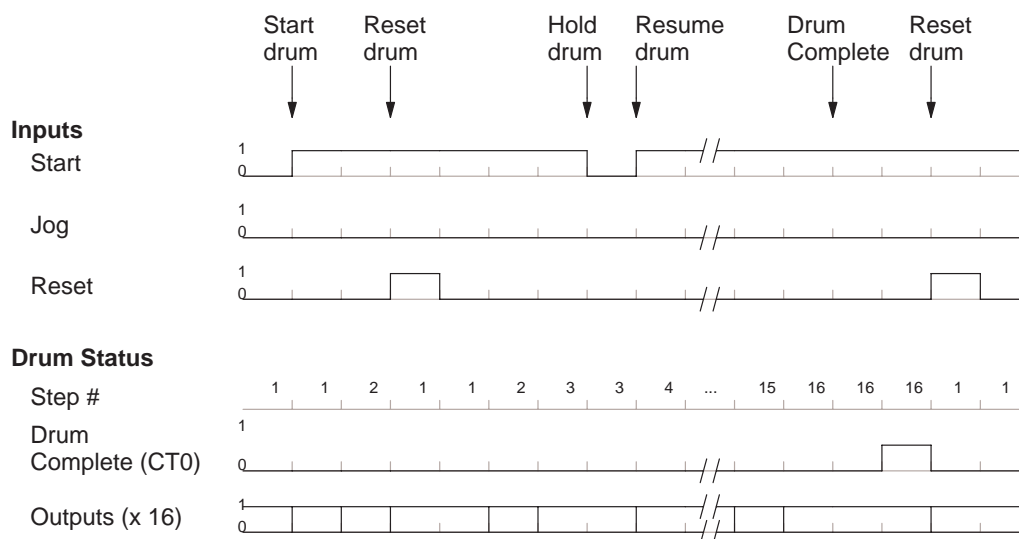 Start drum
Reset drum
Hold drum
Resume drum
Drum Complete
Reset drum
Inputs
Start
1
0
Jog
1
0
Reset
1
0
Drum Status
Step #
1 1 2 1 1 2 3 3 4 ... 15 16 16 16 1 1
Drum
Complete (CT0)
1
0
Outputs (x 16)
1
0